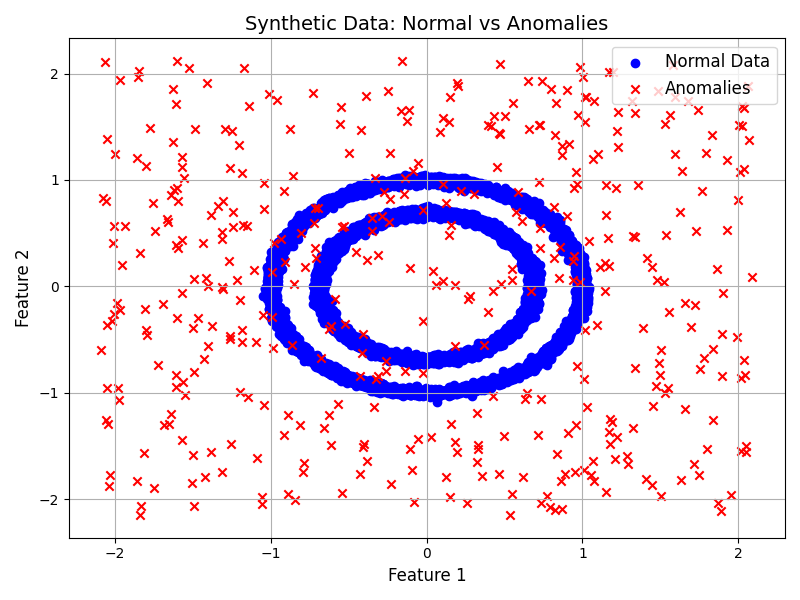 Synthetic Data: Normal vs Anomalies
Normal Data
Anomalies
2
1
0
−1
−2
Feature 2
−2
−1
0
1
2
Feature 1